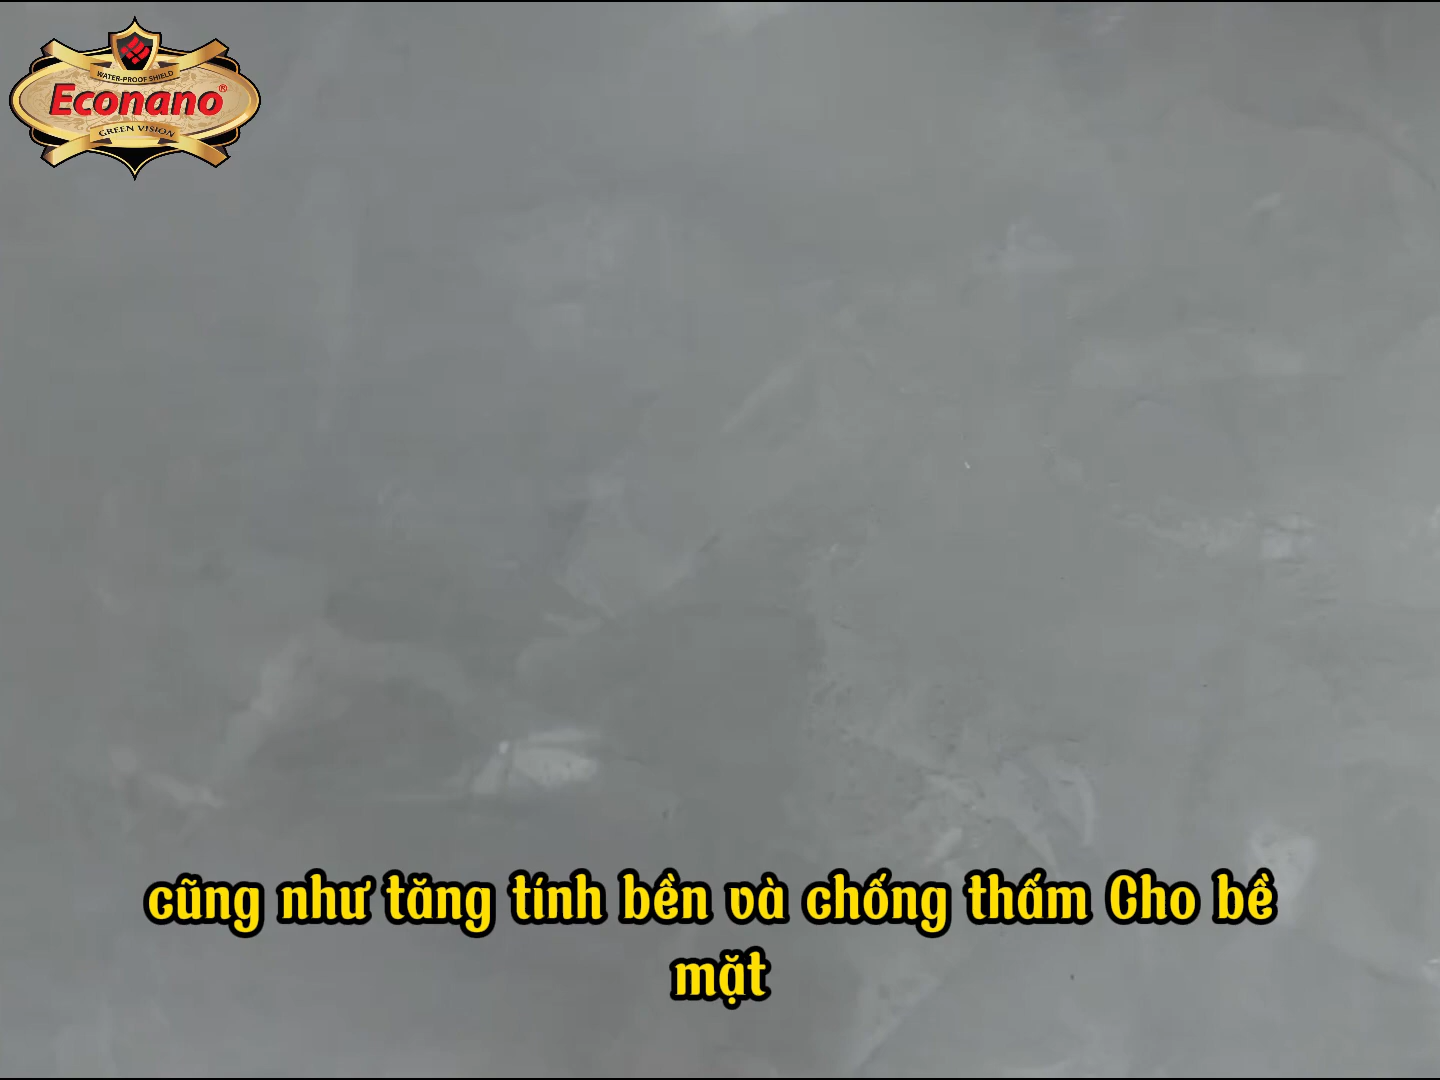 WATER-PROOF SHIELD
Econano®
GREEN VISION
cũng như tăng tính bền và chống thấm Cho bề
mặt